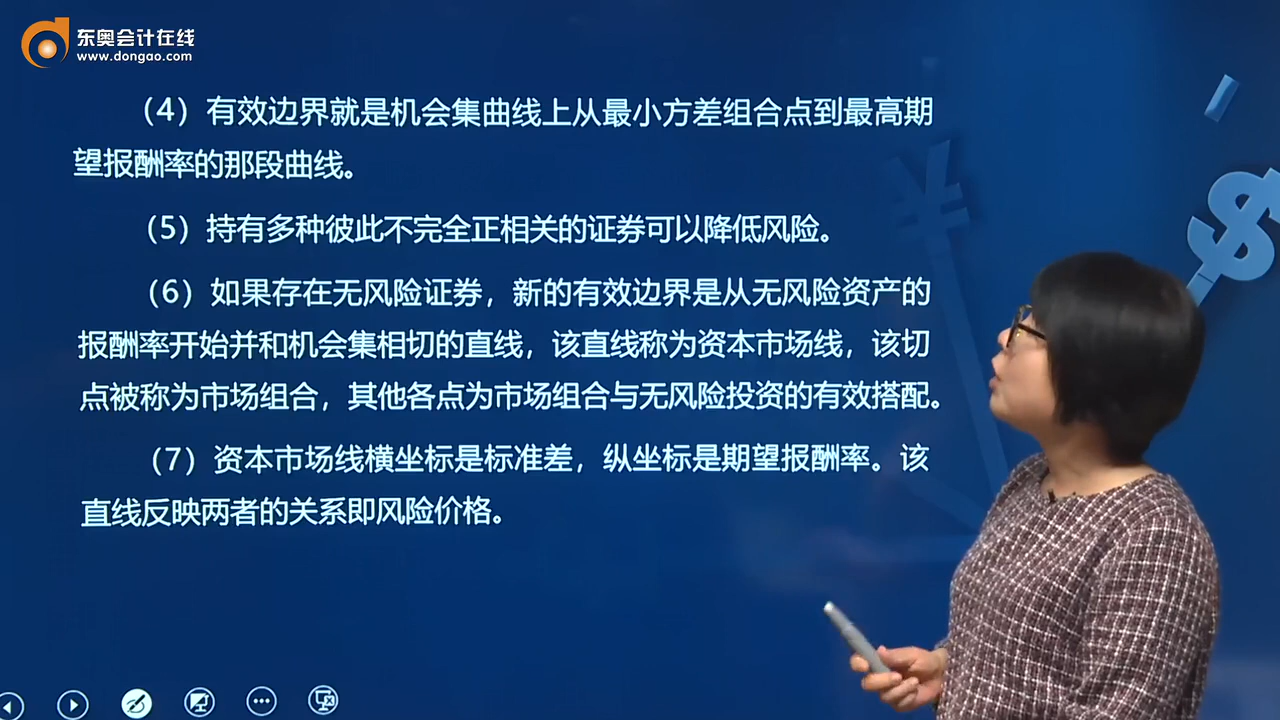 东奥会计在线
www.dongao.com
（4）有效边界就是机会集曲线上从最小方差组合点到最高期
望报酬率的那段曲线。
（5）持有多种彼此不完全正相关的证券可以降低风险。
（6）如果存在无风险证券，新的有效边界是从无风险资产的
报酬率开始并和机会集相切的直线，该直线称为资本市场线，该切
点被称为市场组合，其他各点为市场组合与无风险投资的有效搭配。
（7）资本市场线横坐标是标准差，纵坐标是期望报酬率。该
直线反映两者的关系即风险价格。